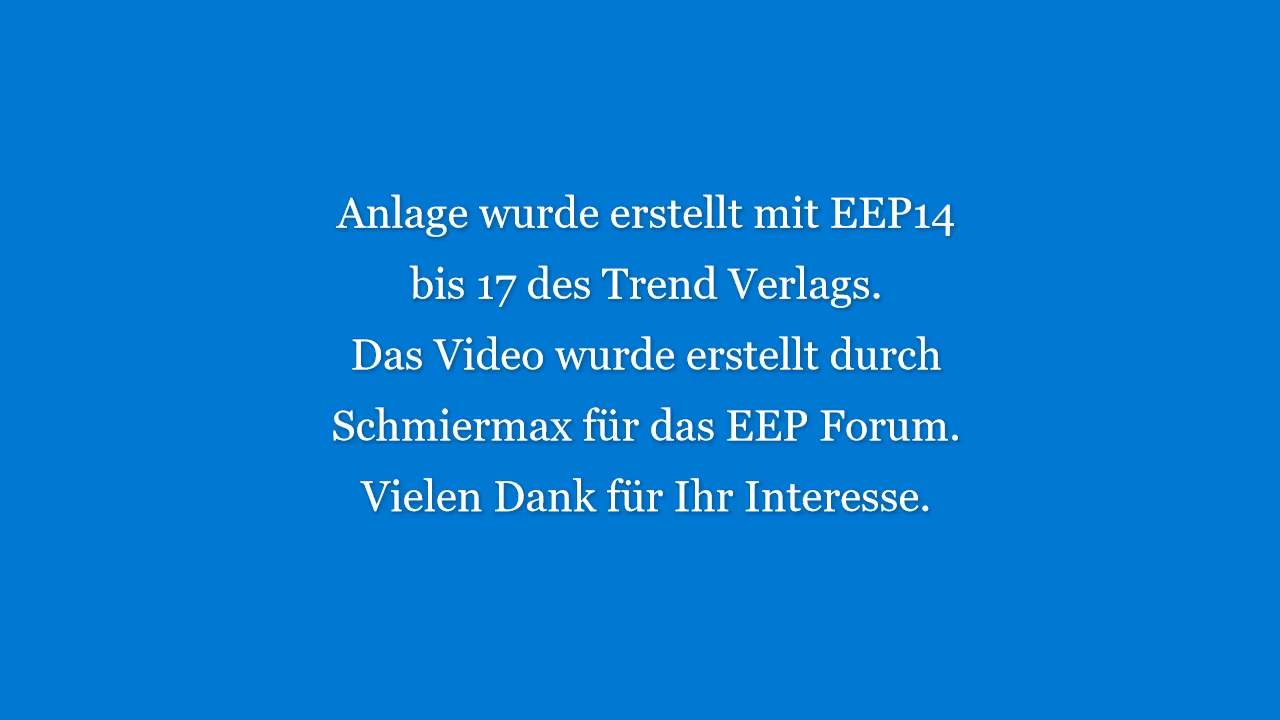 Anlage wurde erstellt mit EEP14
bis 17 des Trend Verlags.
Das Video wurde erstellt durch
Schmiermax für das EEP Forum.
Vielen Dank für Ihr Interesse.